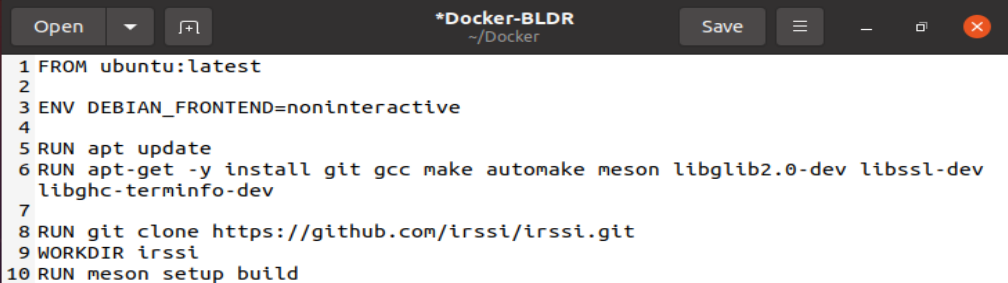 Open
*Docker-BLDR
~/Docker
Save
1 FROM ubuntu:latest
2
3 ENV DEBIAN_FRONTEND=noninteractive
4
5 RUN apt update
6 RUN apt-get -y install git gcc make automake meson libglib2.0-dev libssl-dev
libghc-terminfo-dev
7
8 RUN git clone https://github.com/irssi/irssi.git
9 WORKDIR irssi
10 RUN meson setup build